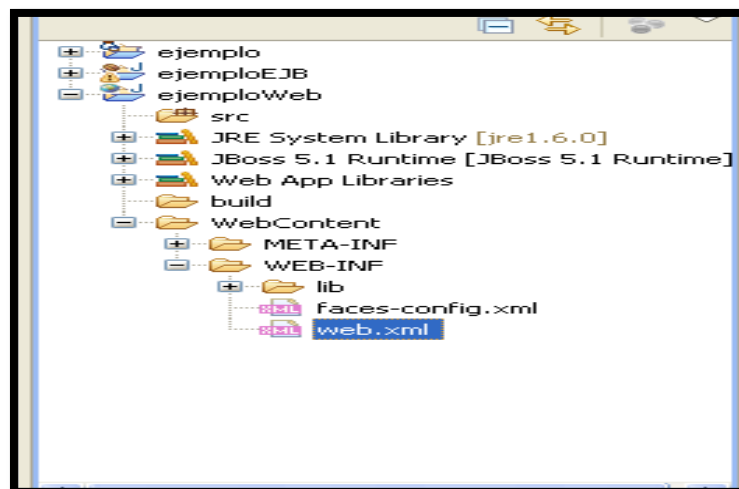 ejemplo
ejemploEJB
ejemploWeb
src
JRE System Library [jre1.6.0]
JBoss 5.1 Runtime [JBoss 5.1 Runtime]
Web App Libraries
build
WebContent
META-INF
WEB-INF
lib
faces-config.xml
web.xml